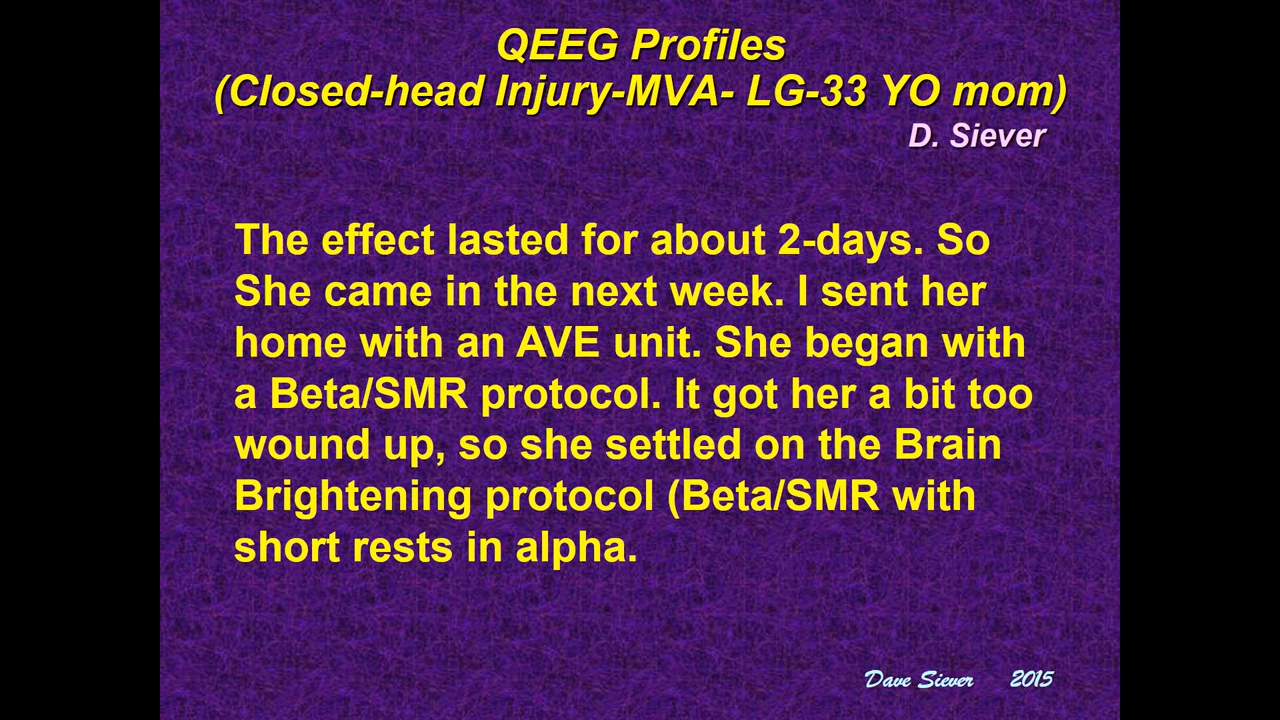 QEEG Profiles
(Closed-head Injury-MVA- LG-33 YO mom)
D. Siever
The effect lasted for about 2-days. So
She came in the next week. I sent her
home with an AVE unit. She began with
a Beta/SMR protocol. It got her a bit too
wound up, so she settled on the Brain
Brightening protocol (Beta/SMR with
short rests in alpha.
Dave Siever 2015